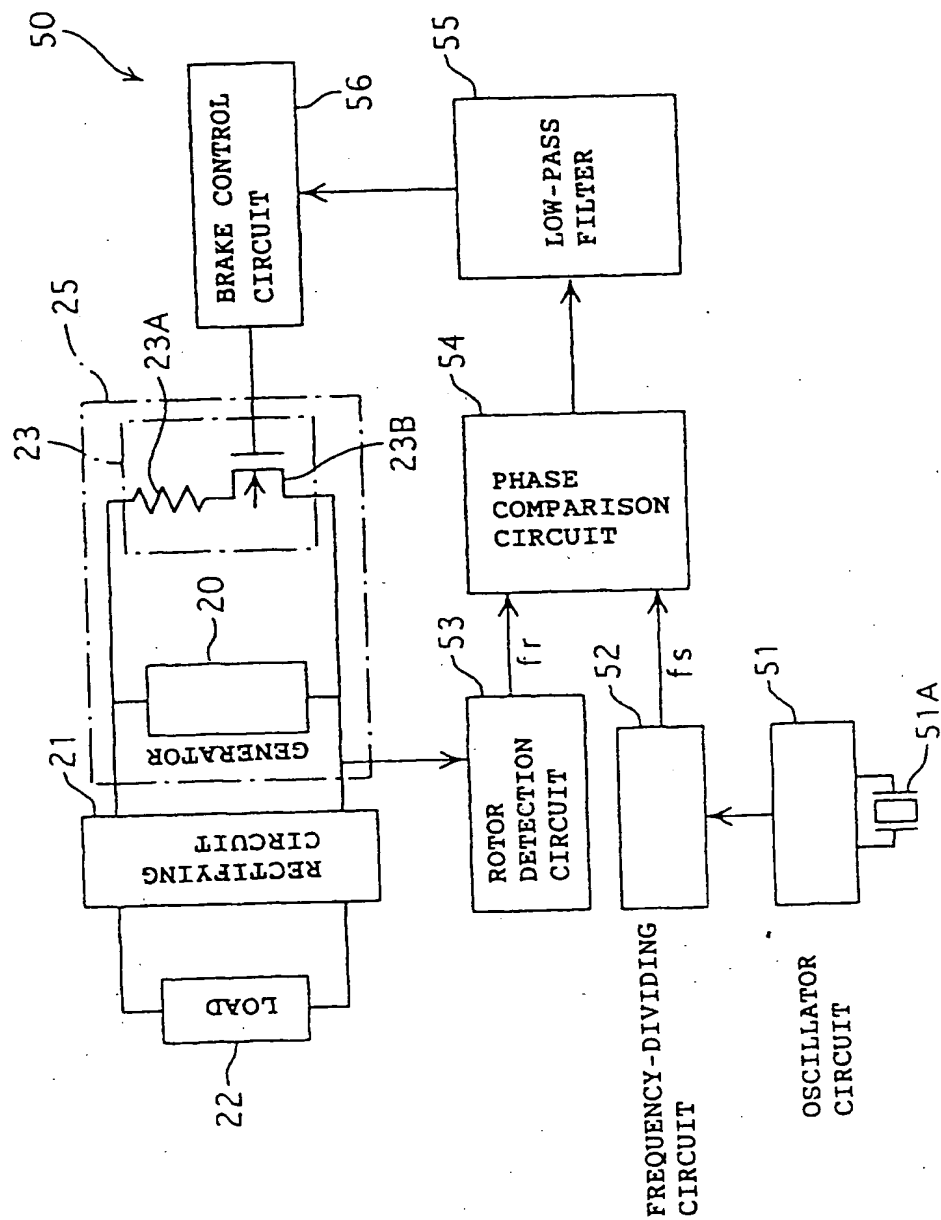 50
25
23
23A
BRAKE CONTROL
CIRCUIT
56
21
20
23B
GENERATOR
RECTIFYING
CIRCUIT
LOAD
22
53
54
55
ROTOR
DETECTION
CIRCUIT
fr
PHASE
COMPARISON
CIRCUIT
LOW-PASS
FILTER
52
fs
FREQUENCY-DIVIDING
CIRCUIT
51
51A
OSCILLATOR
CIRCUIT